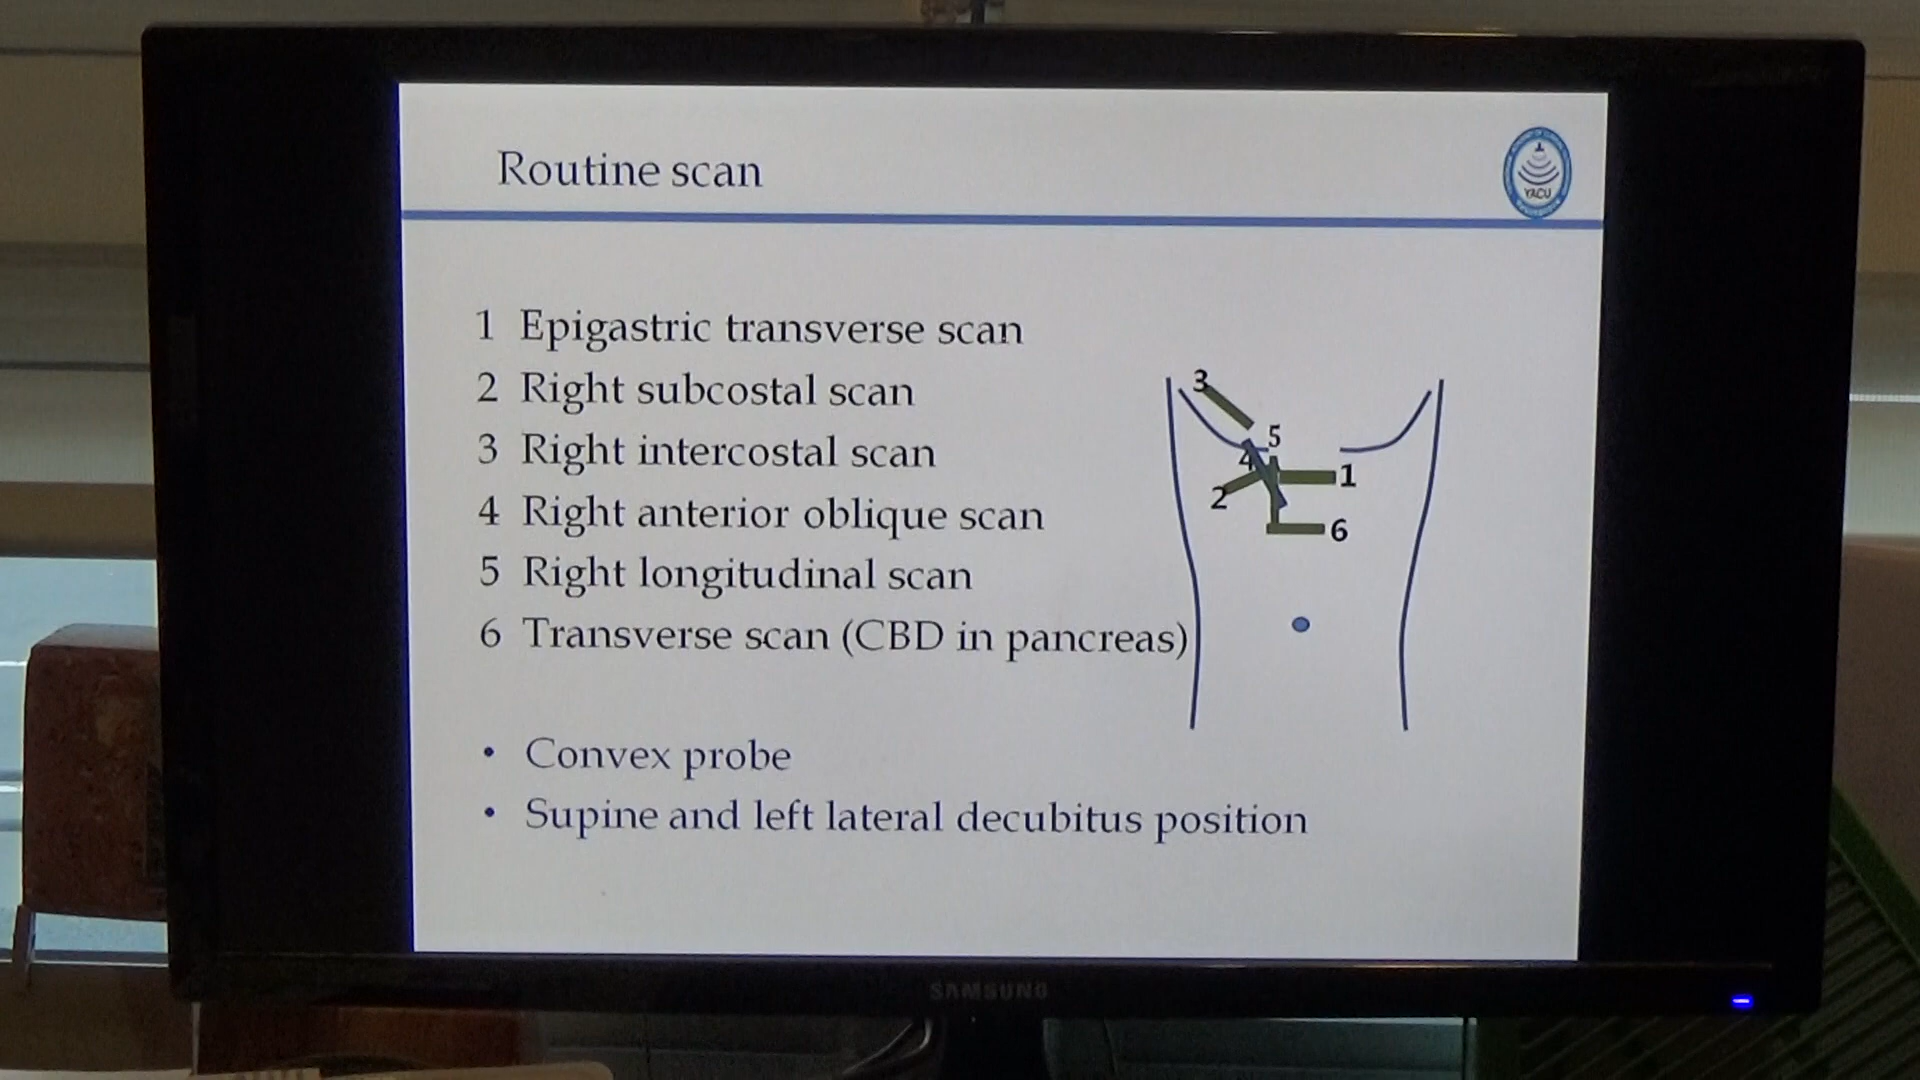 Routine scan
YACU
1 Epigastric transverse scan
2 Right subcostal scan
3 Right intercostal scan
4 Right anterior oblique scan
5 Right longitudinal scan
6 Transverse scan (CBD in pancreas)
3
5
4
1
2
6
• Convex probe
• Supine and left lateral decubitus position
SAMSUNG